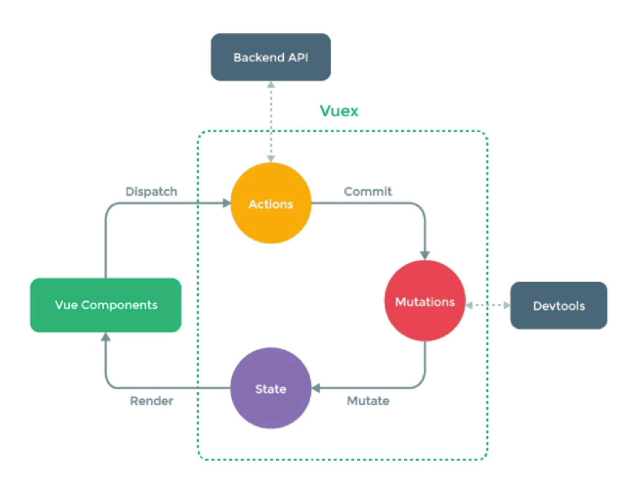 Backend API
Vuex
Dispatch
Commit
Actions
Vue Components
Mutations
Devtools
State
Render
Mutate